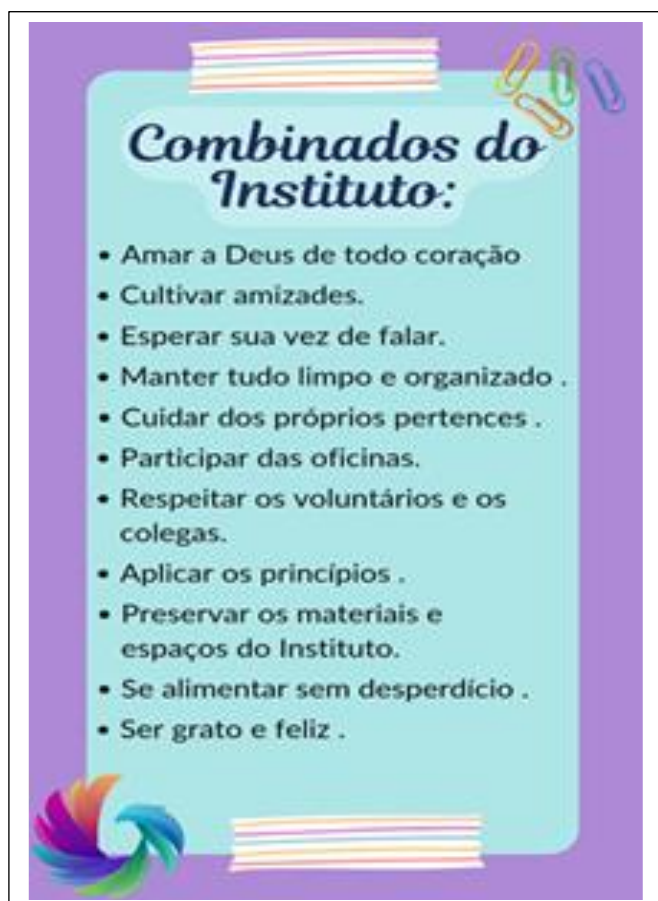 Combinados do
Instituto:
• Amar a Deus de todo coração
• Cultivar amizades.
• Esperar sua vez de falar.
• Manter tudo limpo e organizado .
• Cuidar dos próprios pertences .
• Participar das oficinas.
• Respeitar os voluntários e os
colegas.
• Aplicar os princípios .
• Preservar os materiais e
espaços do Instituto.
• Se alimentar sem desperdício .
• Ser grato e feliz .